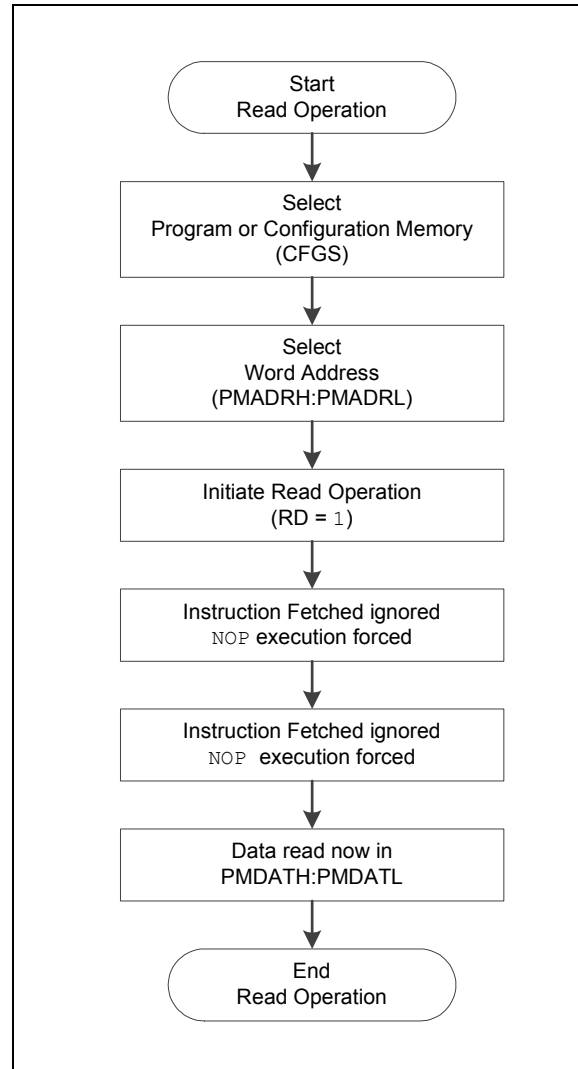 Start
Read Operation
Select
Program or Configuration Memory
(CFGS)
Select
Word Address
(PMADRH:PMADRL)
Initiate Read Operation
(RD = 1)
Instruction Fetched ignored
NOP execution forced
Instruction Fetched ignored
NOP execution forced
Data read now in
PMDATH:PMDATL
End
Read Operation